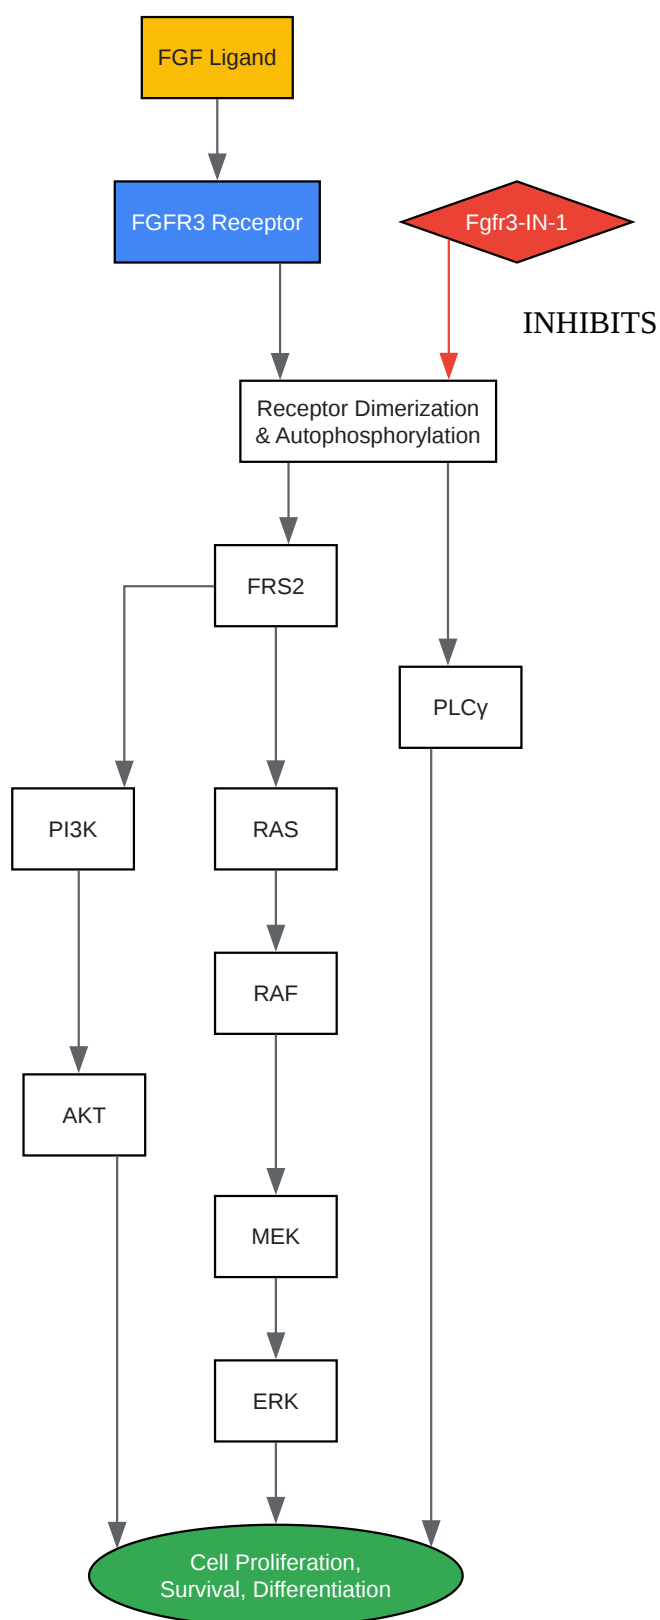 FGF Ligand
FGFR3 Receptor
Fgfr3-IN-1
INHIBITS
Receptor Dimerization
& Autophosphorylation
FRS2
PLCγ
PI3K
RAS
RAF
AKT
MEK
ERK
Cell Proliferation,
Survival, Differentiation